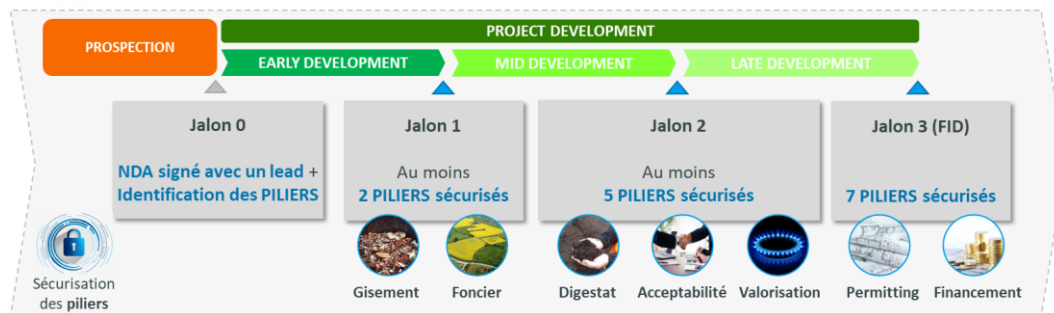 PROSPECTION
PROJECT DEVELOPMENT
EARLY DEVELOPMENT
MID DEVELOPMENT
LATE DEVELOPMENT
Jalon 0
NDA signé avec un lead +
Identification des PILIERS
Jalon 1
Au moins
2 PILIERS sécurisés
Jalon 2
Au moins
5 PILIERS sécurisés
Jalon 3 (FID)
7 PILIERS sécurisés
Sécurisation
des piliers
Gisement
Foncier
Digestat
Acceptabilité
Valorisation
Permitting
Financement